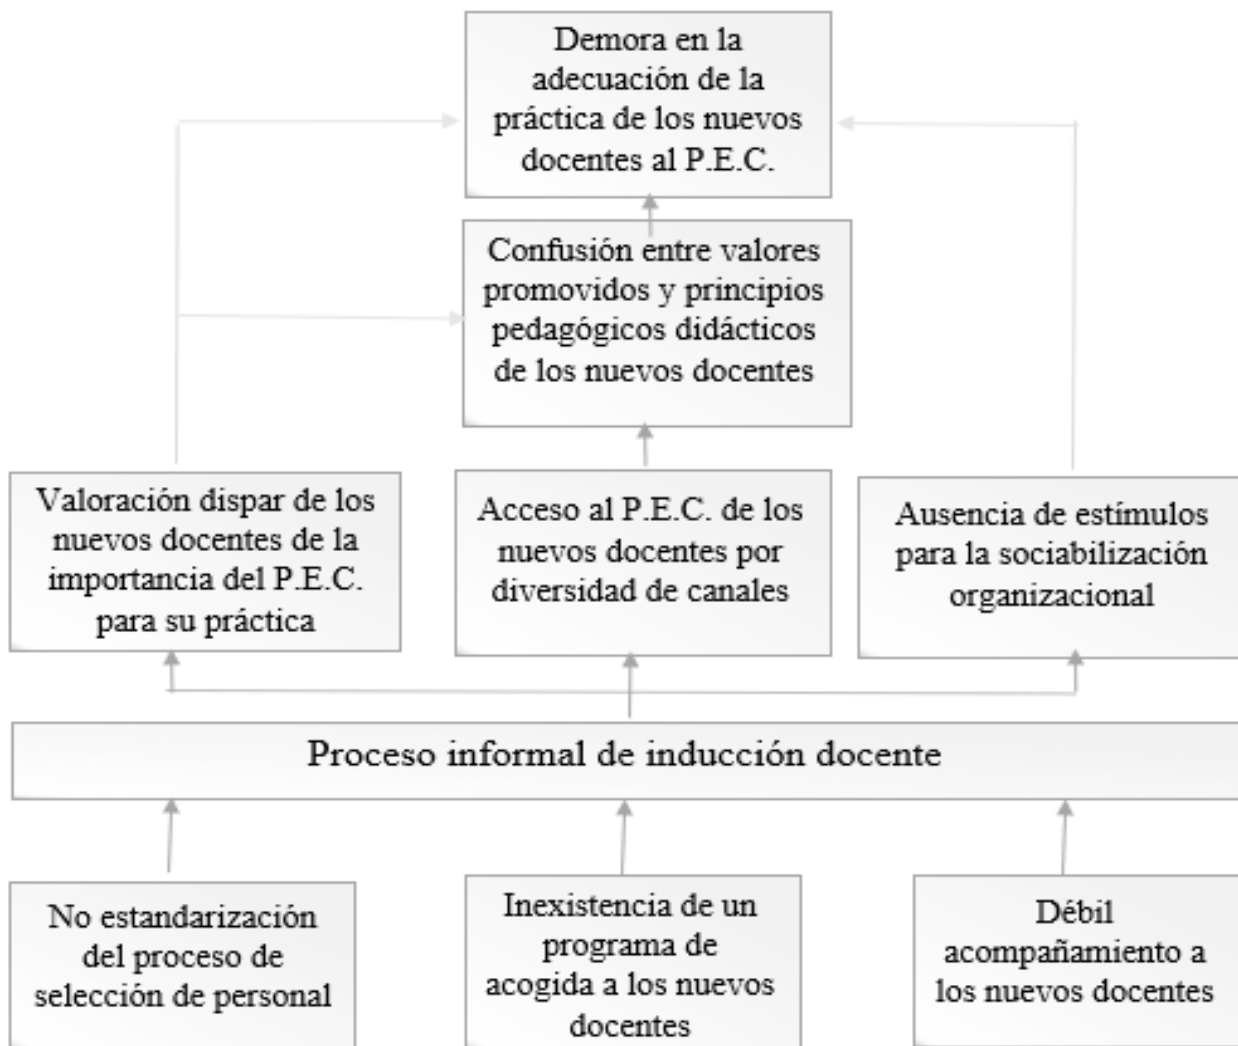 Demora en la
adecuación de la
práctica de los nuevos
docentes al P.E.C.
Confusión entre valores
promovidos y principios
pedagógicos didácticos
de los nuevos docentes
Valoración dispar de los
nuevos docentes de la
importancia del P.E.C.
para su práctica
Acceso al P.E.C. de los
nuevos docentes por
diversidad de canales
Ausencia de estímulos
para la sociabilización
organizacional
Proceso informal de inducción docente
No estandarización
del proceso de
selección de personal
Inexistencia de un
programa de
acogida a los nuevos
docentes
Débil
acompañamiento a
los nuevos docentes